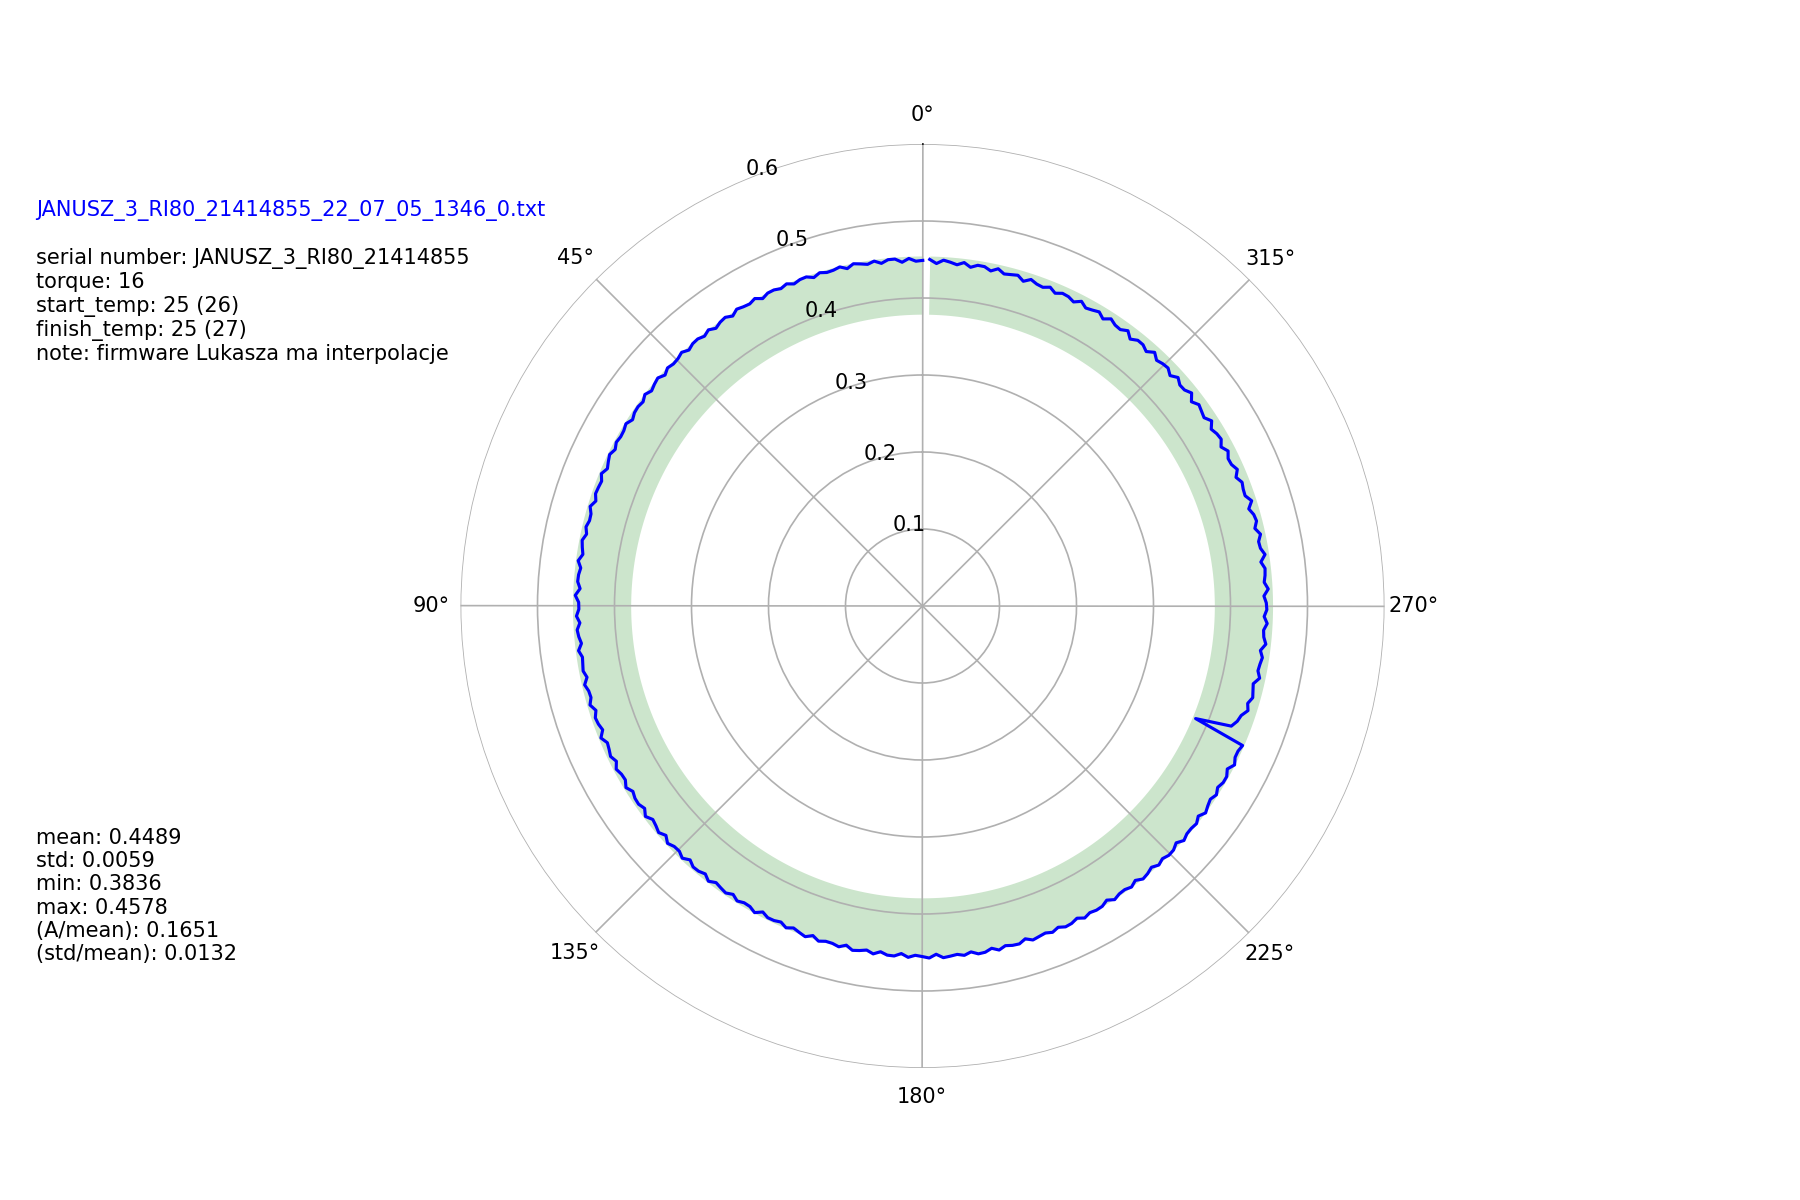 JANUSZ_3_RI80_21414855_22_07_05_1346_0.txt
serial number: JANUSZ_3_RI80_21414855
torque: 16
start_temp: 25 (26)
finish_temp: 25 (27)
note: firmware Lukasza ma interpolacje
0°
0.6
0.5
45°
315°
0.4
0.3
0.2
0.1
90°
270°
135°
225°
180°
mean: 0.4489
std: 0.0059
min: 0.3836
max: 0.4578
(A/mean): 0.1651
(std/mean): 0.0132